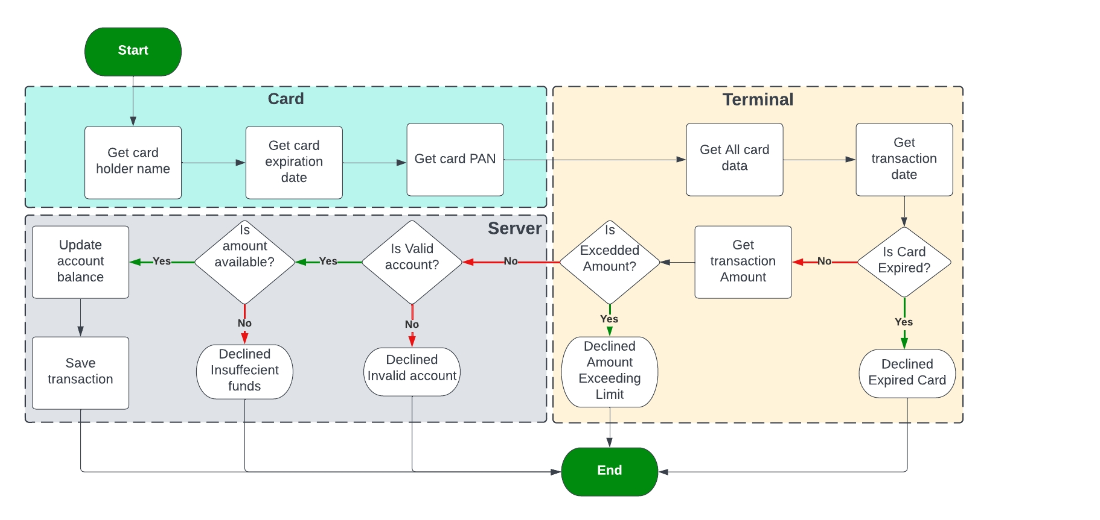 Start
Card
Get card
holder name
Get card
expiration
date
Get card PAN
Terminal
Get All card
data
Get
transaction
date
Is Card
Expired?
No
Yes
Declined
Expired Card
Get
transaction
Amount
Is
Excedded
Amount?
No
Yes
Declined
Amount
Exceeding
Limit
Server
Is Valid
account?
Yes
No
Declined
Invalid account
Is
amount
available?
Yes
No
Declined
Insuffecient
funds
Update
account
balance
Save
transaction
End